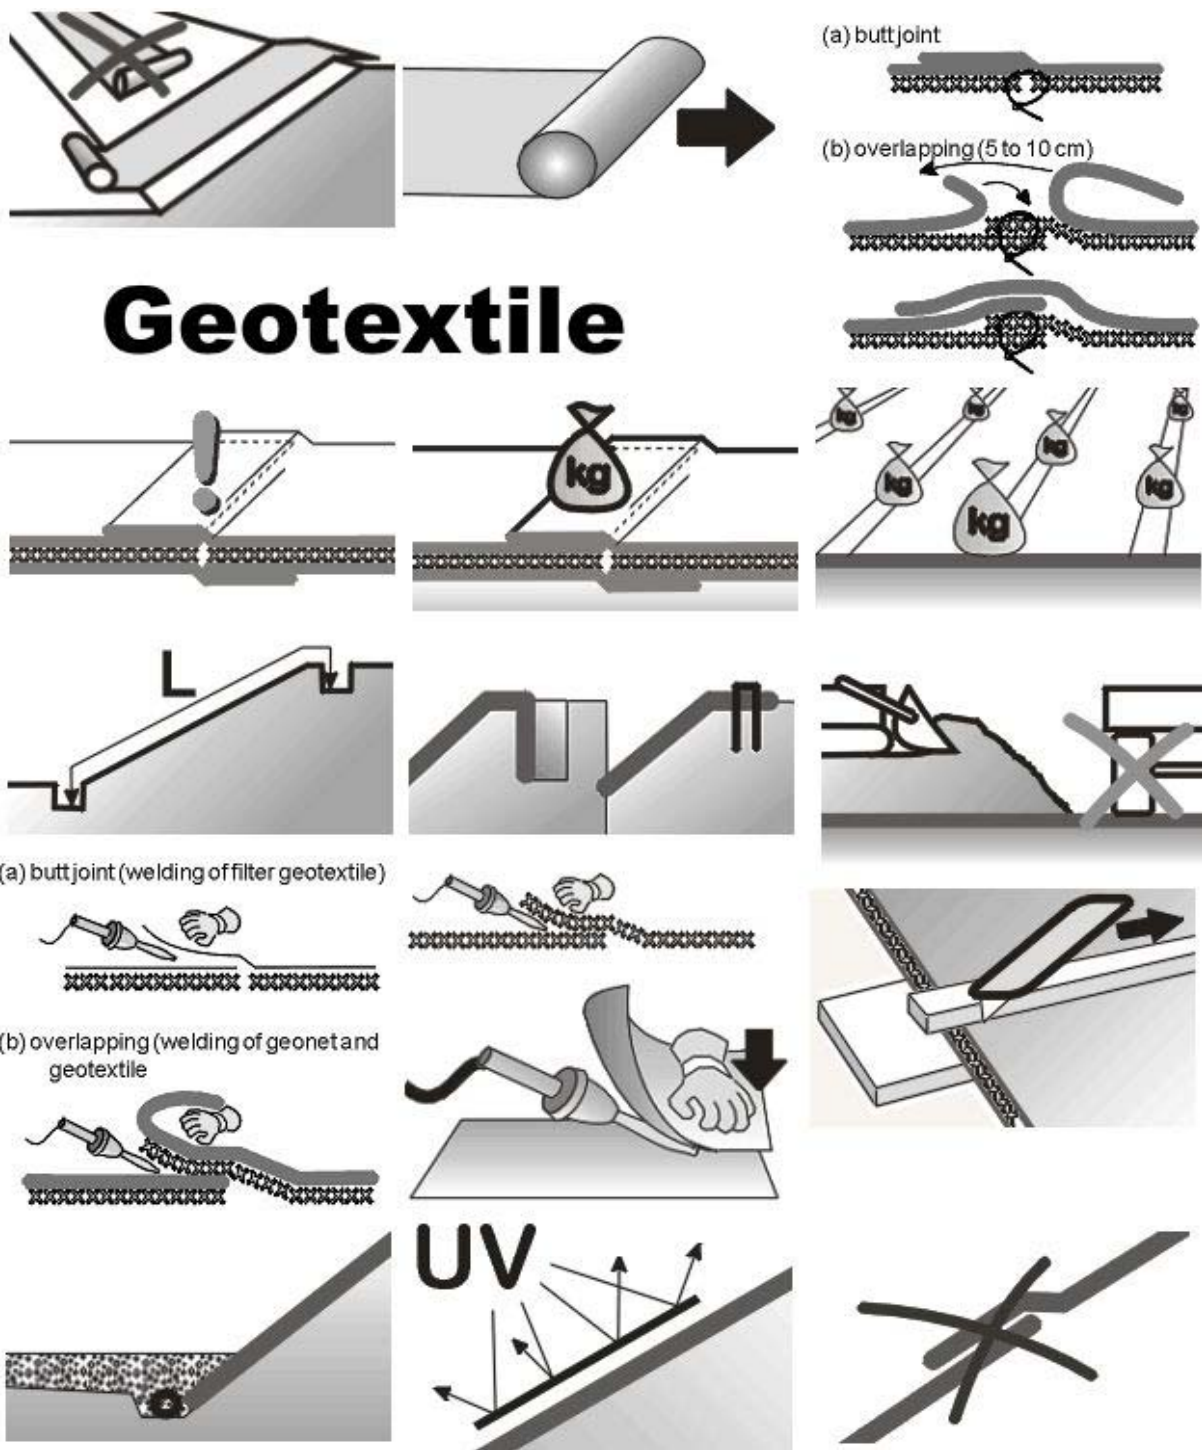 (a) butt joint
(b) overlapping (5 to 10 cm)
Geotextile
kg
kg
kg
kg
kg
kg
kg
kg
L
(a) butt joint (welding of filter geotextile)
(b) overlapping (welding of geonet and
geotextile
UV